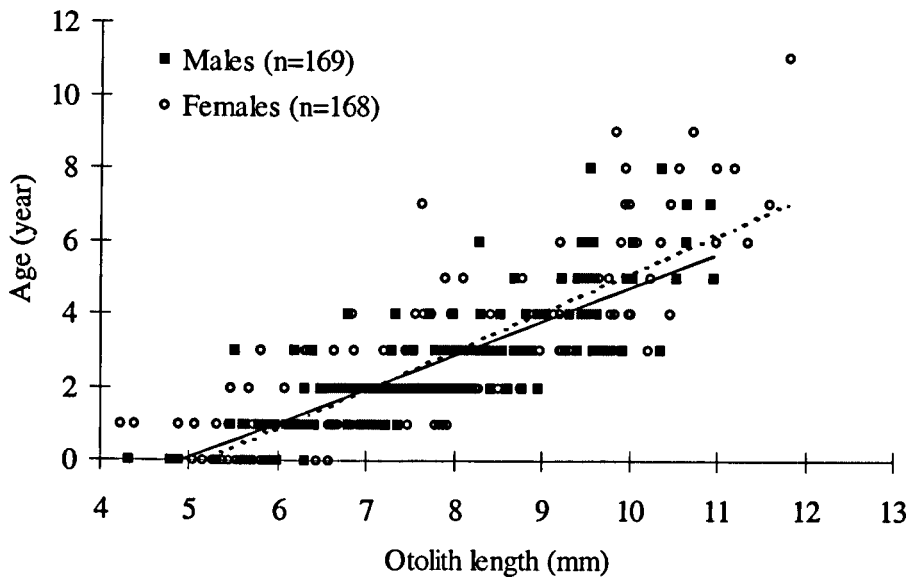 12
10
8
6
4
2
0
Age (year)
Males (n=169)
Females (n=168)
4 5 6 7 8 9 10 11 12 13
Otolith length (mm)